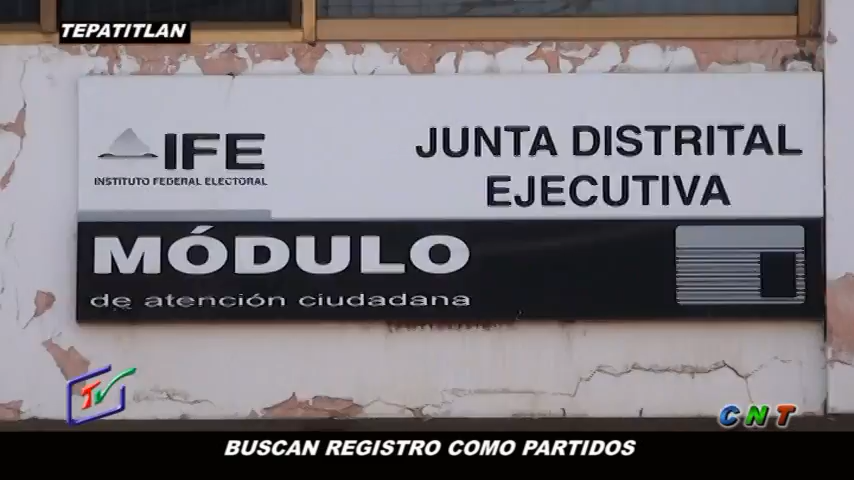 TEPATITLAN
IFE
INSTITUTO FEDERAL ELECTORAL
JUNTA DISTRITAL
EJECUTIVA
MÓDULO
de atención ciudadana
TV
CNT
BUSCAN REGISTRO COMO PARTIDOS